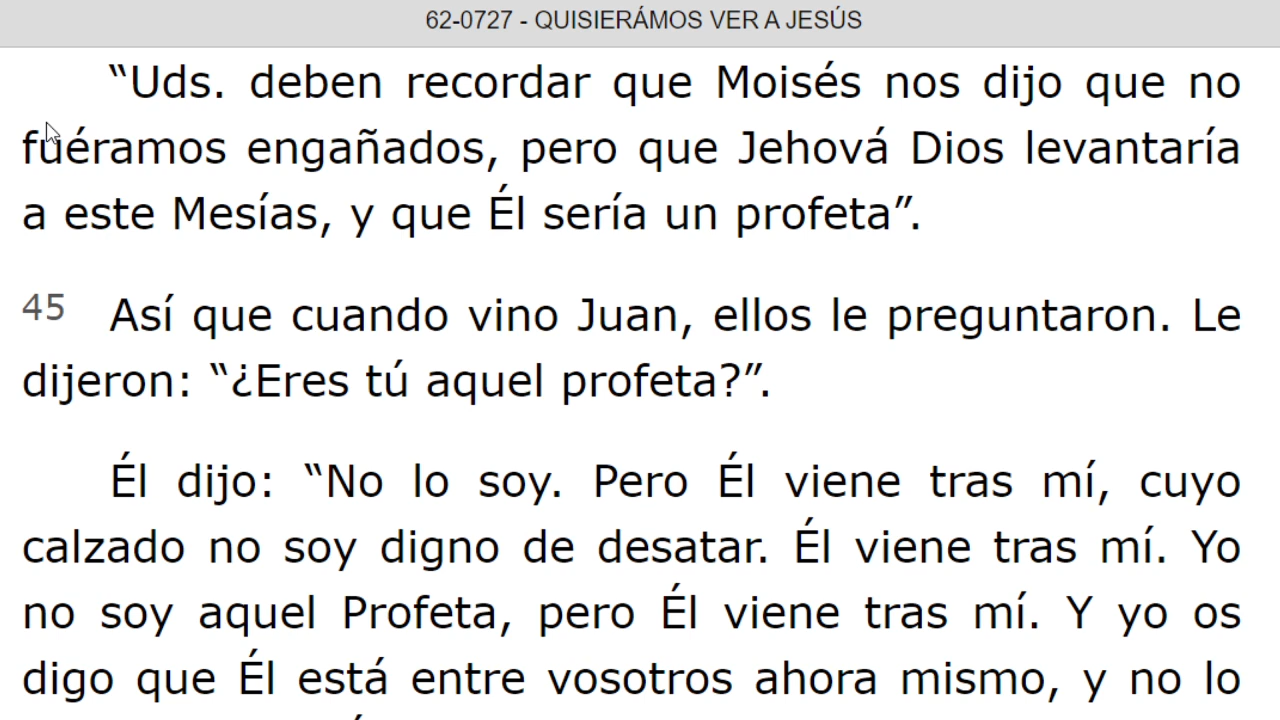 62-0727 - QUISIERÁMOS VER A JESÚS
“Uds. deben recordar que Moisés nos dijo que no
fuéramos engañados, pero que Jehová Dios levantaría
a este Mesías, y que Él sería un profeta”.
45 Así que cuando vino Juan, ellos le preguntaron. Le
dijeron: “¿Eres tú aquel profeta?”.
Él dijo: “No lo soy. Pero Él viene tras mí, cuyo
calzado no soy digno de desatar. Él viene tras mí. Yo
no soy aquel Profeta, pero Él viene tras mí. Y yo os
digo que Él está entre vosotros ahora mismo, y no lo